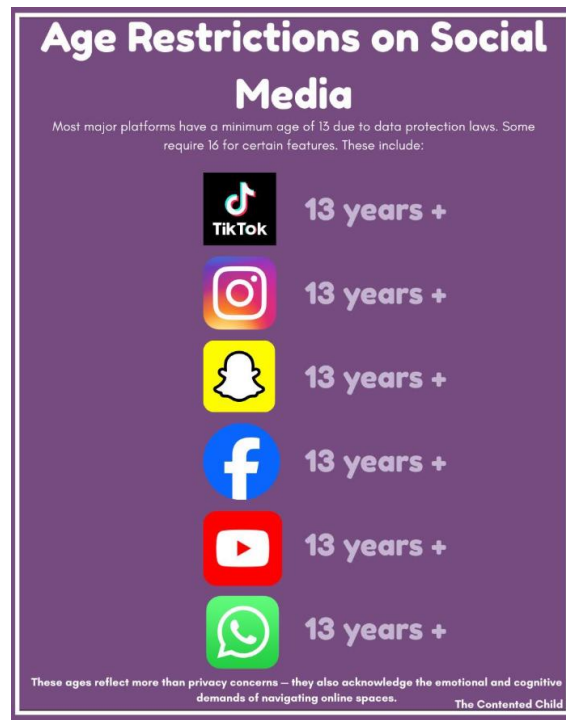 Age Restrictions on Social
Media
Most major platforms have a minimum age of 13 due to data protection laws. Some
require 16 for certain features. These include:
TikTok
13 years +
13 years +
13 years +
13 years +
13 years +
13 years +
These ages reflect more than privacy concerns — they also acknowledge the emotional and cognitive
demands of navigating online spaces.
The Contented Child